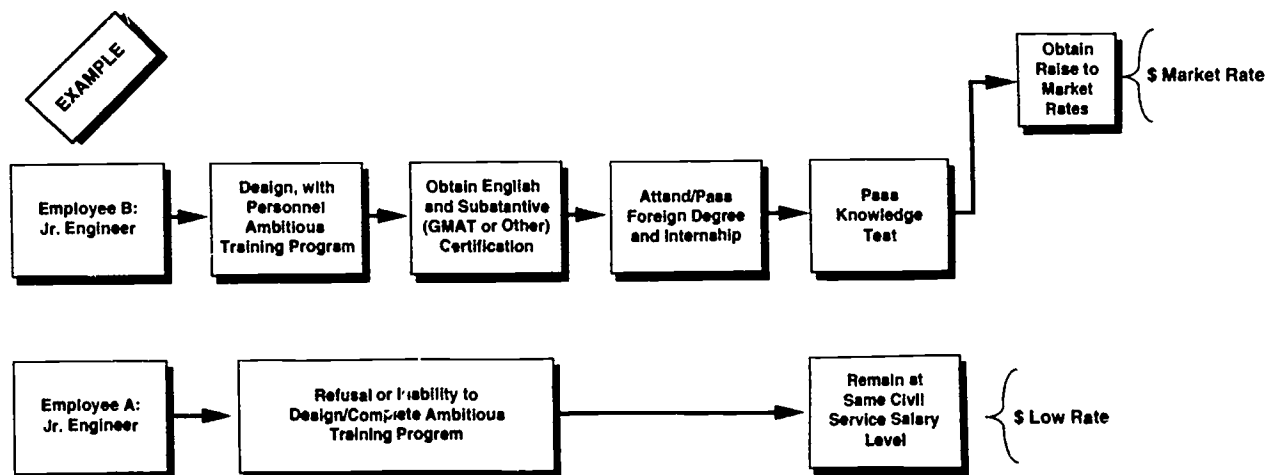 EXAMPLE
Obtain
Raise to
Market
Rates
$ Market Rate
Employee B:
Jr. Engineer
Design, with
Personnel
Ambitious
Training Program
Obtain English
and Substantive
(GMAT or Other)
Certification
Attand/Pass
Foreign Degree
and Internship
Pass
Knowledge
Test
Employee A:
Jr. Engineer
Refusal or Inability to
Design/Complete Ambitious
Training Program
Remain at
Same Civil
Service Salary
Level
$ Low Rate